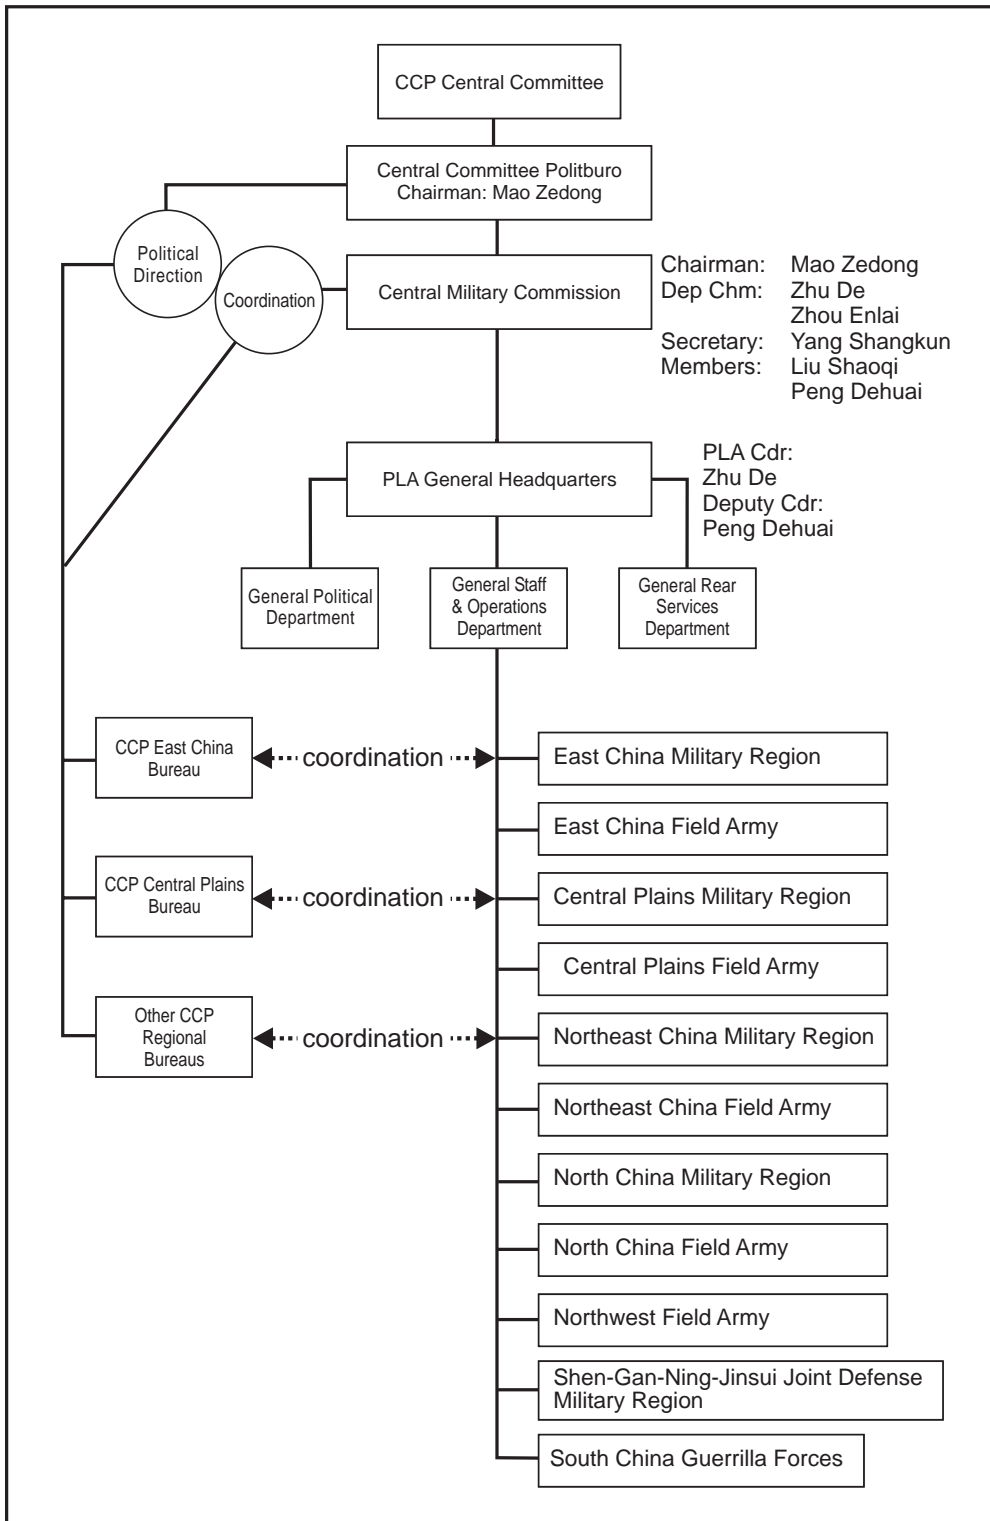 CCP Central Committee
Central Committee Politburo
Chairman: Mao Zedong
Political
Direction
Coordination
Central Military Commission
Chairman: Mao Zedong
Dep Chm: Zhu De
Zhou Enlai
Secretary: Yang Shangkun
Members: Liu Shaoqi
Peng Dehuai
PLA General Headquarters
PLA Cdr:
Zhu De
Deputy Cdr:
Peng Dehuai
General Political
Department
General Staff
& Operations
Department
General Rear
Services
Department
CCP East China
Bureau
coordination
East China Military Region
East China Field Army
CCP Central Plains
Bureau
coordination
Central Plains Military Region
Central Plains Field Army
Other CCP
Regional
Bureaus
coordination
Northeast China Military Region
Northeast China Field Army
North China Military Region
North China Field Army
Northwest Field Army
Shen-Gan-Ning-Jinsui Joint Defense
Military Region
South China Guerrilla Forces